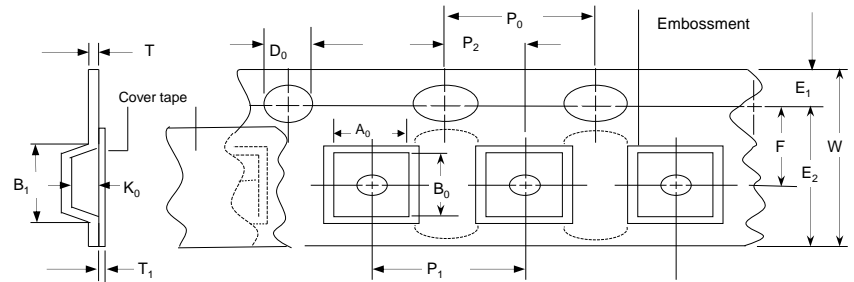 P₀
Embossment
T
D₀
P₂
E₁
Cover tape
A₀
F
W
B₁
K₀
B₀
E₂
T₁
P₁